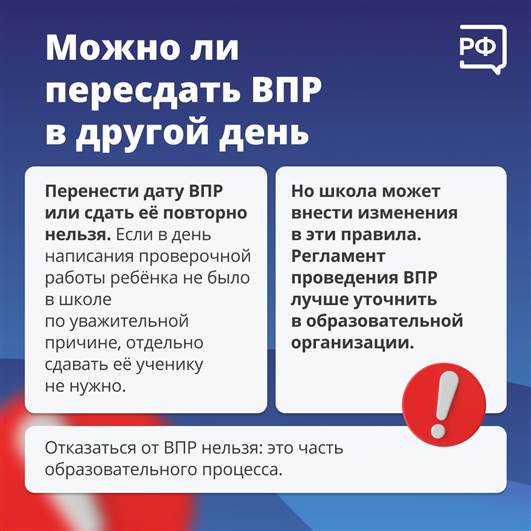 Можно ли
пересдать ВПР
в другой день
РФ
Перенести дату ВПР
или сдать её повторно
нельзя. Если в день
написания проверочной
работы ребёнка не было
в школе
по уважительной
причине, отдельно
сдавать её ученику
не нужно.
Но школа может
внести изменения
в эти правила.
Регламент
проведения ВПР
лучше уточнить
в образовательной
организации.
Отказаться от ВПР нельзя: это часть
образовательного процесса.